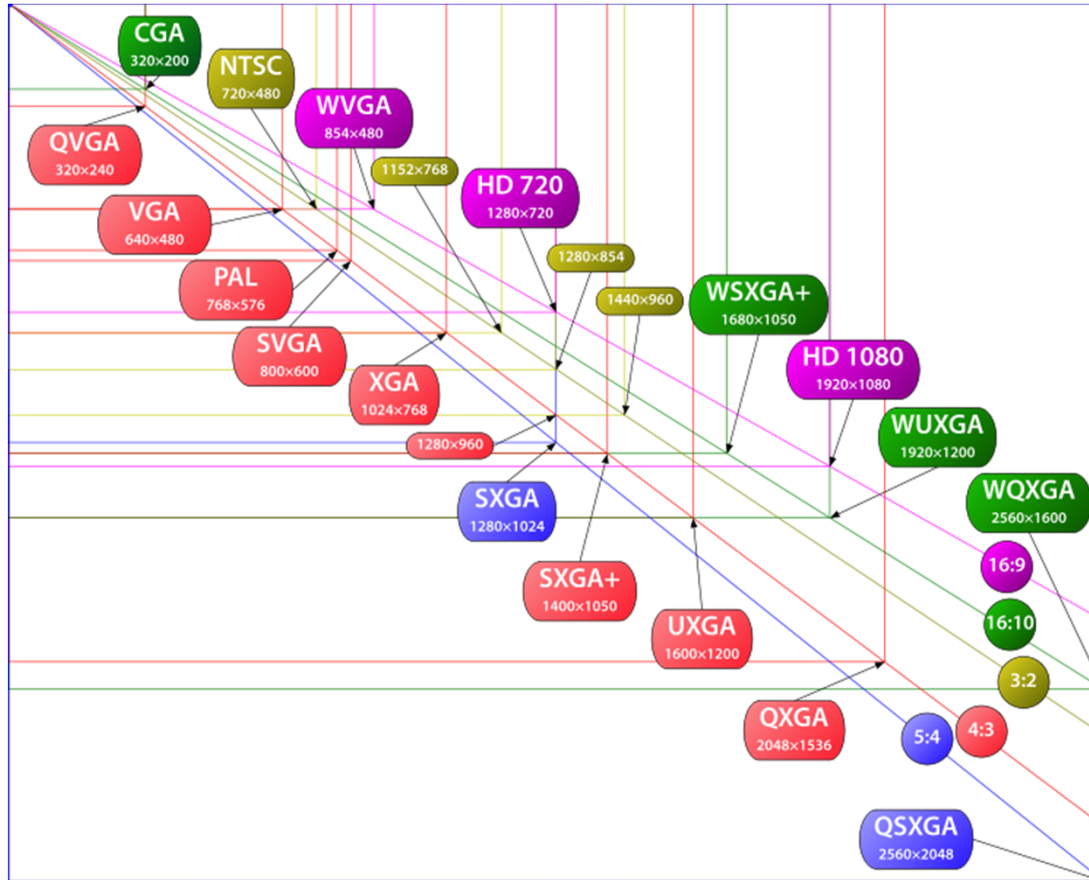 CGA
320×200
NTSC
720×480
WVGA
854×480
QVGA
320×240
1152×768
HD 720
1280×720
VGA
640×480
1280×854
PAL
768×576
1440×960
WSXGA+
1680×1050
SVGA
800×600
HD 1080
1920×1080
XGA
1024×768
WUXGA
1920×1200
1280×960
SXGA
1280×1024
WQXGA
2560×1600
16:9
SXGA+
1400×1050
16:10
UXGA
1600×1200
3:2
QXGA
2048×1536
4:3
5:4
QSXGA
2560×2048